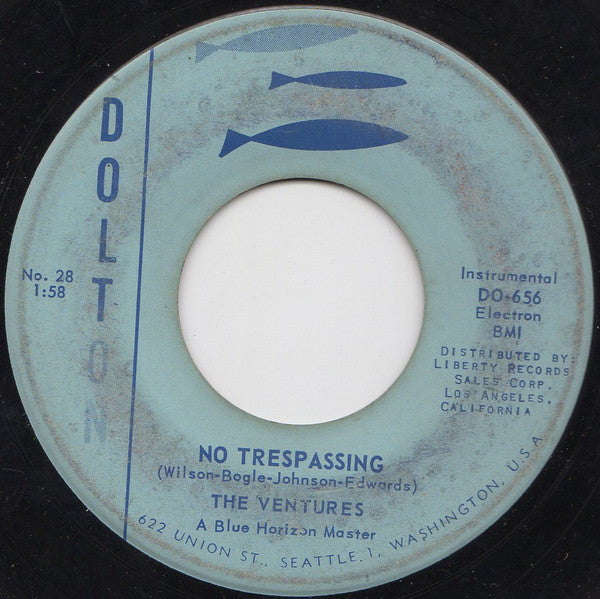 DOLTON
No. 28
1:58
Instrumental
DO-656
Electron
BMI
DISTRIBUTED BY:
LIBERTY RECORDS
SALES CORP.
LOS ANGELES,
CALIFORNIA
NO TRESPASSING
(Wilson-Bogle-Johnson-Edwards)
THE VENTURES
A Blue Horizon Master
622 UNION ST., SEATTLE, 1, WASHINGTON, U.S.A